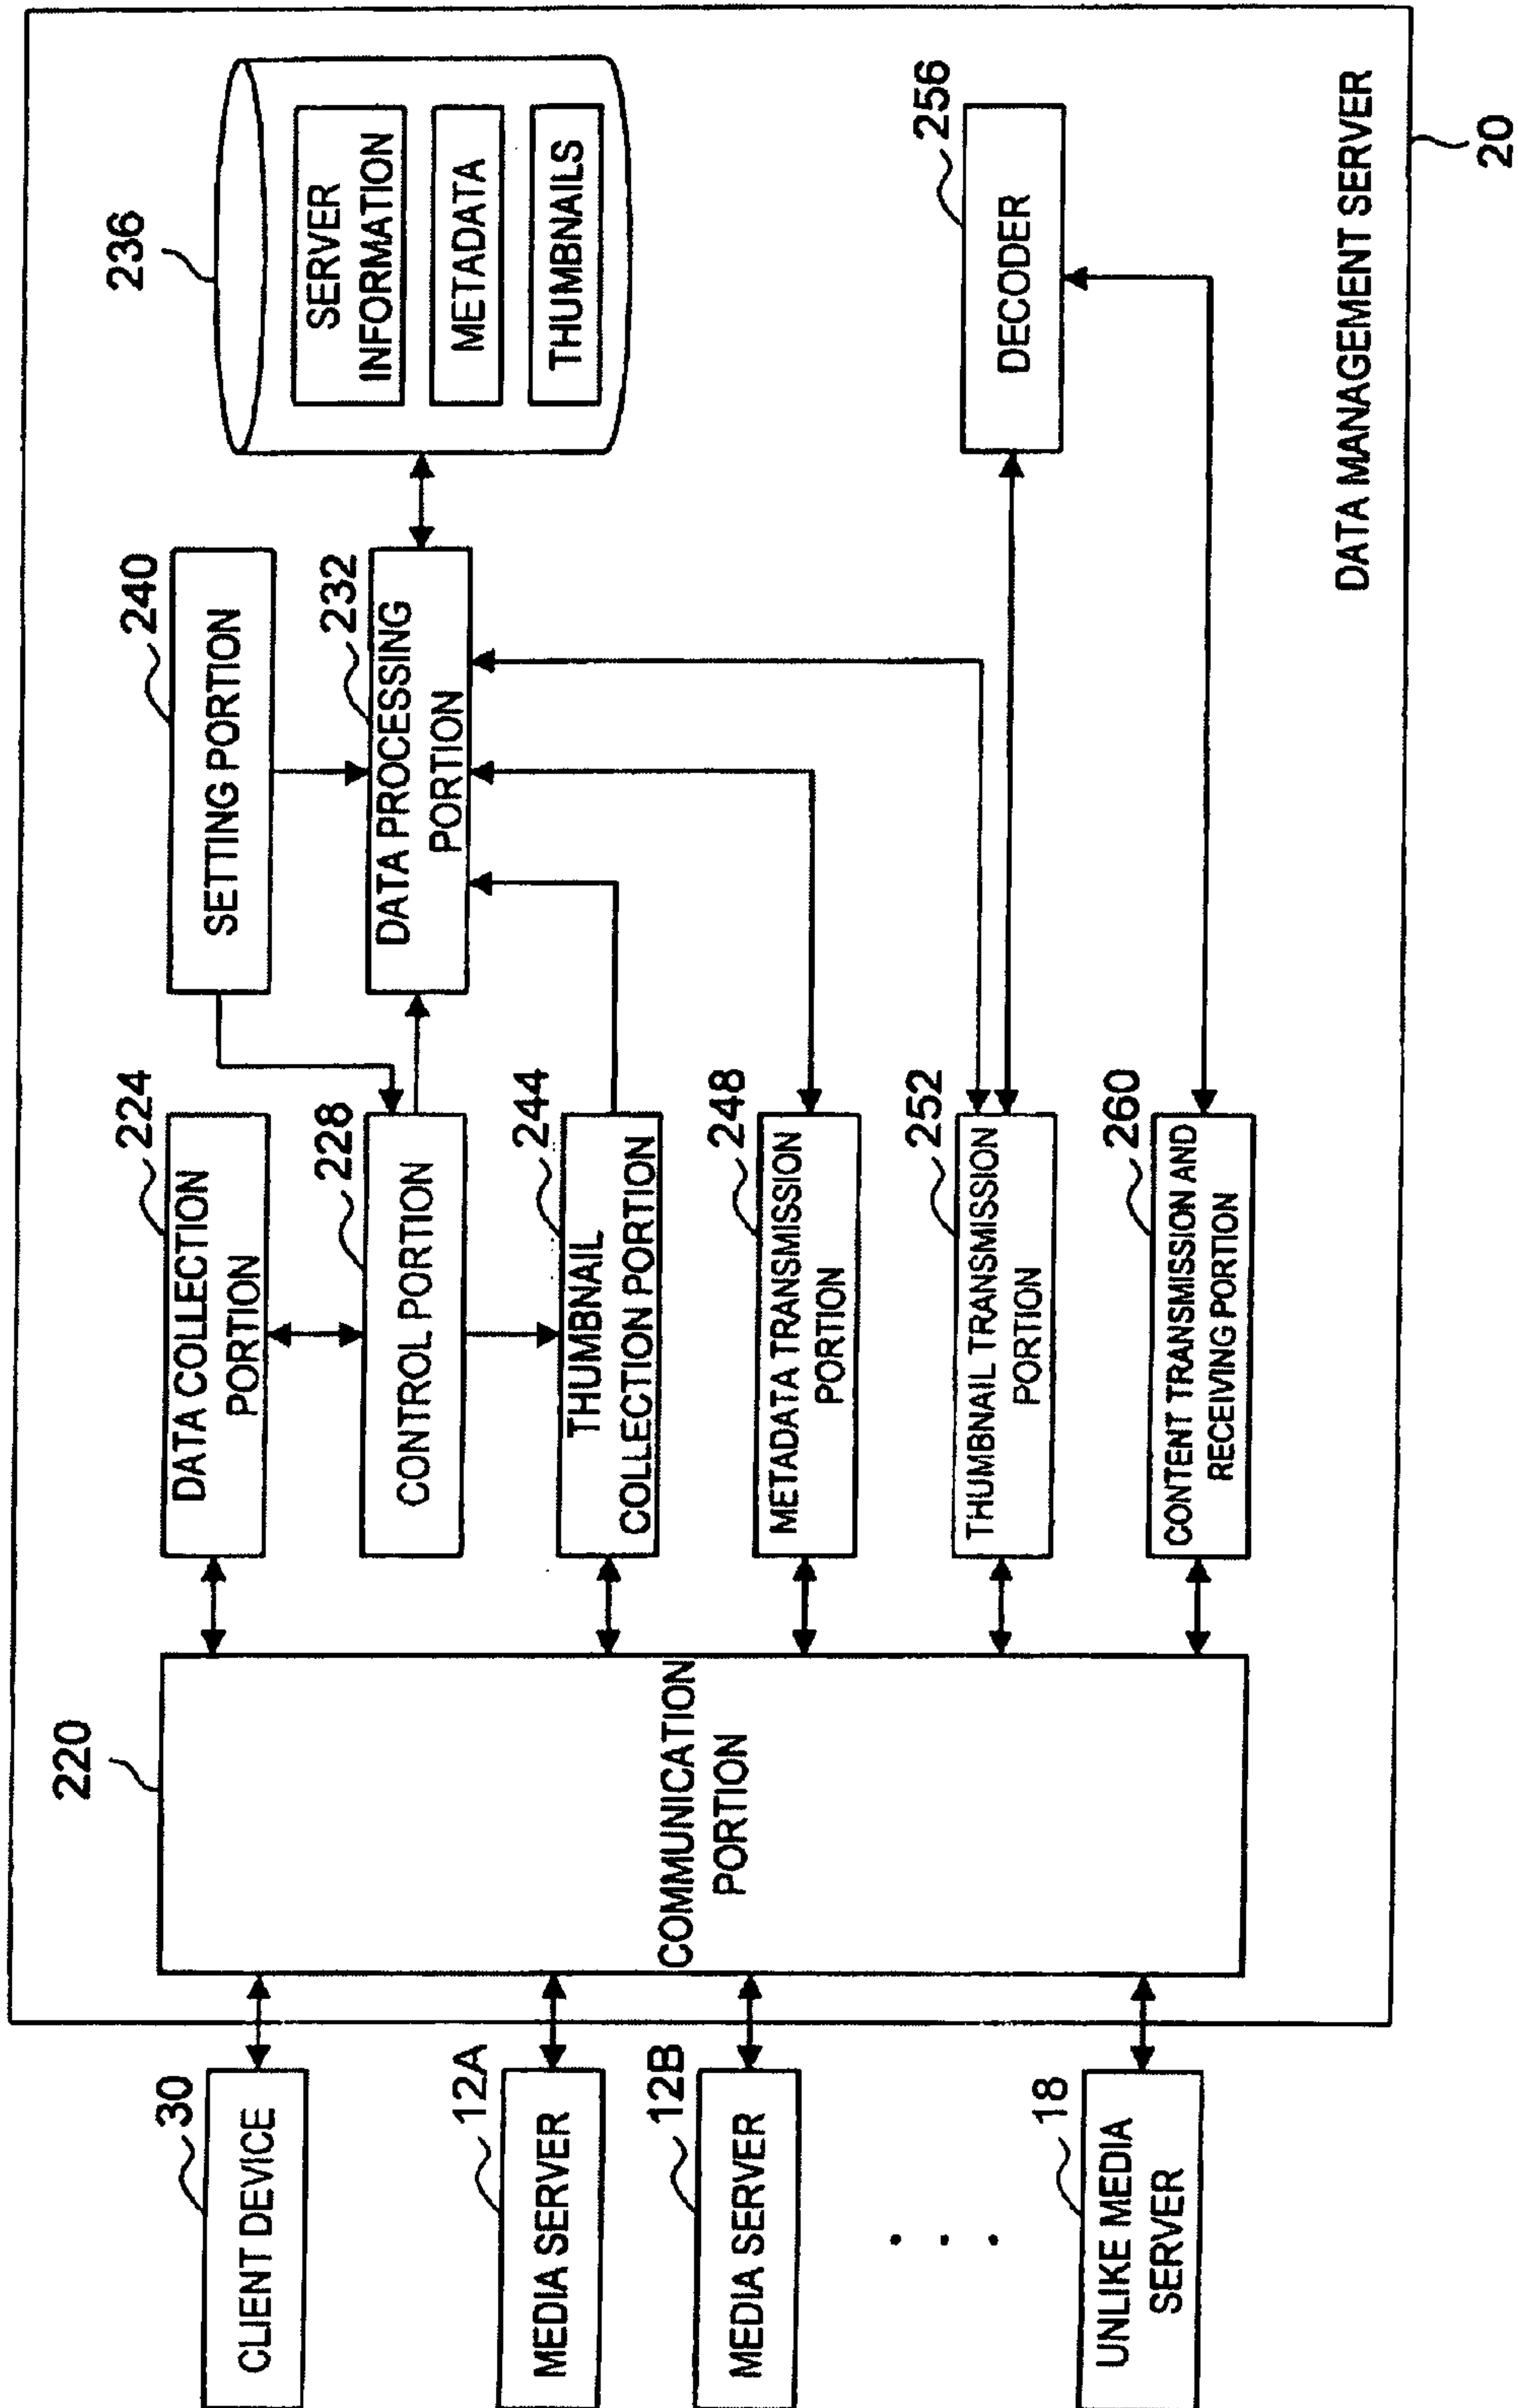 30
CLIENT DEVICE
12A
MEDIA SERVER
12B
MEDIA SERVER
. . .
18
UNLIKE MEDIA
SERVER
220
COMMUNICATION
PORTION
224
DATA COLLECTION
PORTION
228
CONTROL PORTION
244
THUMBNAIL
COLLECTION PORTION
248
METADATA TRANSMISSION
PORTION
252
THUMBNAIL TRANSMISSION
PORTION
260
CONTENT TRANSMISSION AND
RECEIVING PORTION
240
SETTING PORTION
232
DATA PROCESSING
PORTION
236
SERVER
INFORMATION
METADATA
THUMBNAILS
256
DECODER
DATA MANAGEMENT SERVER
20